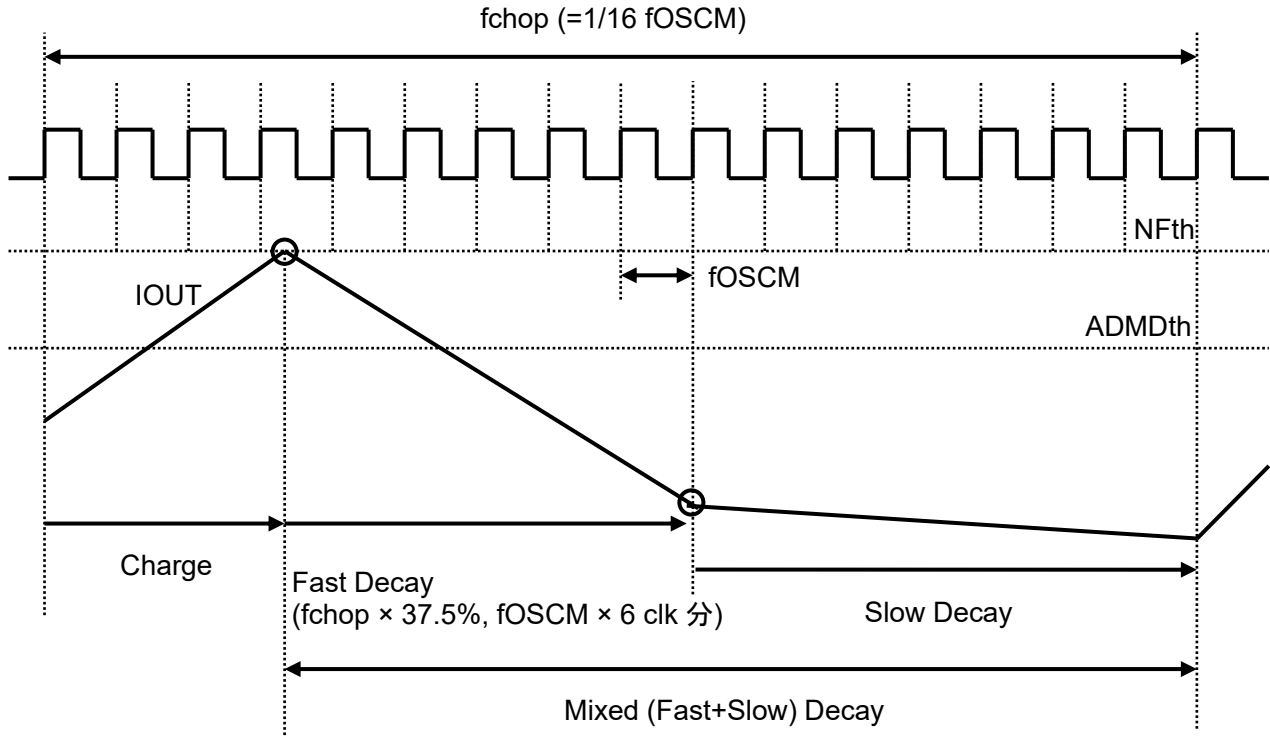 fchop (=1/16 fOSCM)
NFth
IOUT
fOSCM
ADMDth
Charge
Fast Decay
(fchop × 37.5%, fOSCM × 6 clk 分)
Slow Decay
Mixed (Fast+Slow) Decay